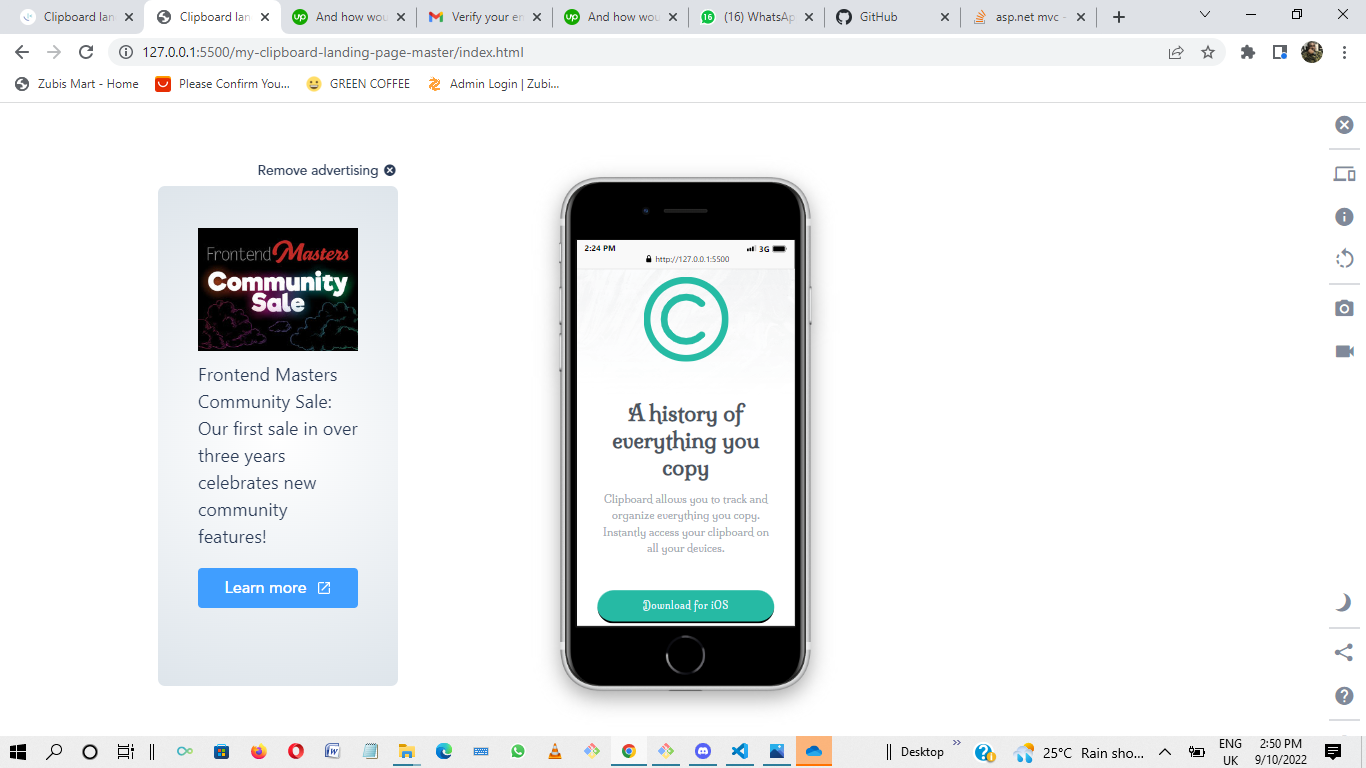 Clipboard lan
Clipboard lan
And how wou
Verify your en
And how wou
(16) WhatsAp
GitHub
asp.net mvc -
127.0.0.1:5500/my-clipboard-landing-page-master/index.html
Zubis Mart - Home
Please Confirm You...
GREEN COFFEE
Admin Login | Zubi...
Remove advertising
Frontend Masters
Community
Sale
Frontend Masters
Community Sale:
Our first sale in over
three years
celebrates new
community
features!
Learn more
2:24 PM
3G
http://127.0.0.1:5500
A history of
everything you
copy
Clipboard allows you to track and
organize everything you copy.
Instantly access your clipboard on
all your devices.
Download for iOS
Desktop
25°C Rain sho...
ENG
UK
2:50 PM
9/10/2022